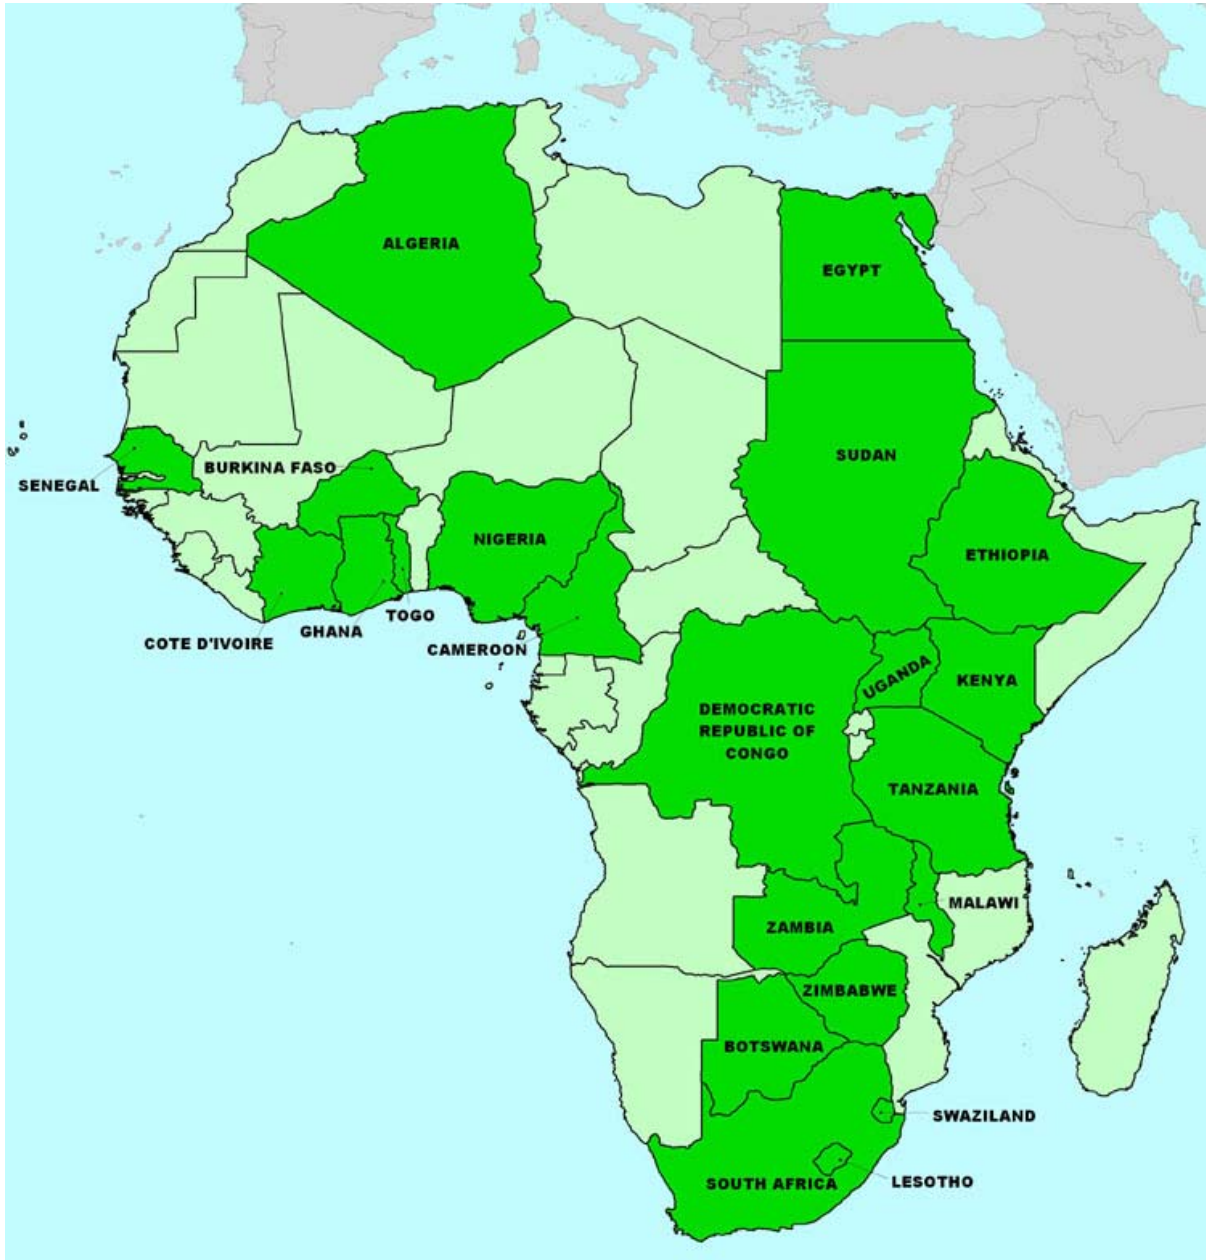 ALGERIA
EGYPT
SUDAN
BURKINA FASO
SENEGAL
NIGERIA
ETHIOPIA
TOGO
GHANA
COTE D'IVOIRE
CAMEROON
UGANDA
KENYA
DEMOCRATIC
REPUBLIC OF
CONGO
TANZANIA
MALAWI
ZAMBIA
ZIMBABWE
BOTSWANA
SWAZILAND
SOUTH AFRICA
LESOTHO